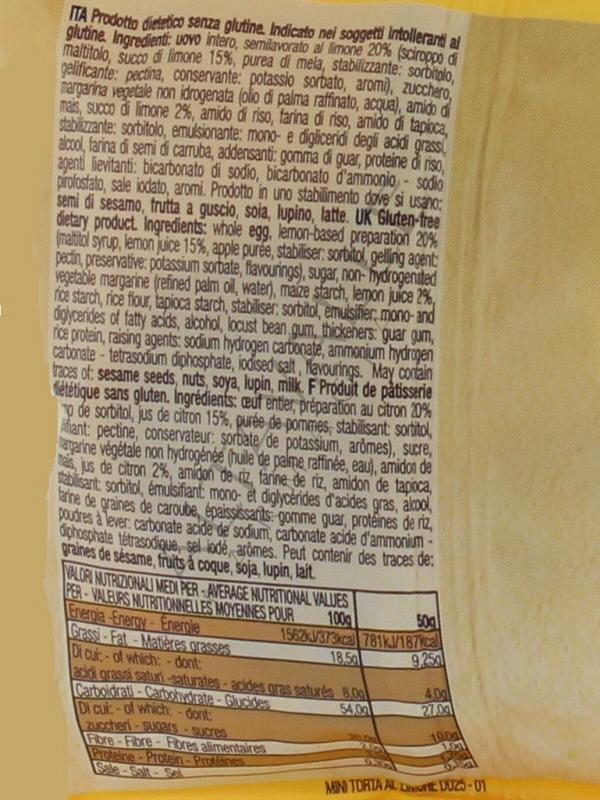 ITA Prodotto dietetico senza glutine. Indicato nei soggetti intolleranti al
glutine. Ingredienti: uovo intero, semilavorato al limone 20% (sciroppo di
maltitolo, succo di limone 15%, purea di mela, stabilizzante: sorbitolo,
gelificante: pectina, conservante: potassio sorbato, aromi), zucchero,
margarina vegetale non idrogenata (olio di palma raffinato, acqua), amido di
mais, succo di limone 2%, amido di riso, farina di riso, amido di tapioca,
stabilizzante: sorbitolo, emulsionante: mono- e digliceridi degli acidi grassi,
alcool, farina di semi di carruba, addensanti: gomma di guar, proteine di riso,
agenti lievitanti: bicarbonato di sodio, bicarbonato d'ammonio - sodio
pirofosfato, sale iodato, aromi. Prodotto in uno stabilimento dove si usano:
semi di sesamo, frutta a guscio, soia, lupino, latte. UK Gluten-free
dietary product. Ingredients: whole egg, lemon-based preparation 20%
(maltitol syrup, lemon juice 15%, apple purée, stabiliser: sorbitol, gelling agent:
pectin, preservative: potassium sorbate, flavourings), sugar, non- hydrogenated
vegetable margarine (refined palm oil, water), maize starch, lemon juice 2%,
rice starch, rice flour, tapioca starch, stabiliser: sorbitol, emulsifier: mono- and
diglycerides of fatty acids, alcohol, locust bean gum, thickeners: guar gum,
rice protein, raising agents: sodium hydrogen carbonate, ammonium hydrogen
carbonate - tetrasodium diphosphate, iodised salt, flavourings. May contain
traces of: sesame seeds, nuts, soya, lupin, milk. F Produit de pâtisserie
diététique sans gluten. Ingrédients: œuf entier, préparation au citron 20%
de sorbitol, jus de citron 15%, purée de pommes, stabilisant: sorbitol,
pectine, conservateur: sorbate de potassium, arômes), sucre,
margarine végétale non hydrogénée (huile de palme raffinée, eau), amidon de
mais, jus de citron 2%, amidon de riz, farine de riz, amidon de tapioca,
stabilisant: sorbitol, émulsifiant: mono- et diglycérides d'acides gras, alcool,
farine de graines de caroube, épaississants: gomme guar, protéines de riz,
poudres à lever: carbonate acide de sodium, carbonate acide d'ammonium -
diphosphate tétrasodique, sel iodé, arômes. Peut contenir des traces de:
graines de sésame, fruits à coque, soja, lupin, lait.
VALORI NUTRIZIONALI MEDI PER - AVERAGE NUTRITIONAL VALUES
PER - VALEURS NUTRITIONNELLES MOYENNES POUR 100g 50g
Energia -Energy - Énergie 1562kJ/373kcal 781kJ/187kcal
Grassi - Fat - Matières grasses 18,5g 9,25g
Di cui: - of which: - dont:
acidi grassi saturi -saturates - acides gras saturés 8,0g 4,0g
Carboidrati - Carbohydrate - Glucides 54,0g 27,0g
Di cui: - of which: - dont:
zuccheri - sugars - sucres 10,0g
Fibre - Fibre - Fibres alimentaires
Proteine - Protein - Protéines
Sale - Salt - Sel
MINI TORTA AL LIMONE D025-01